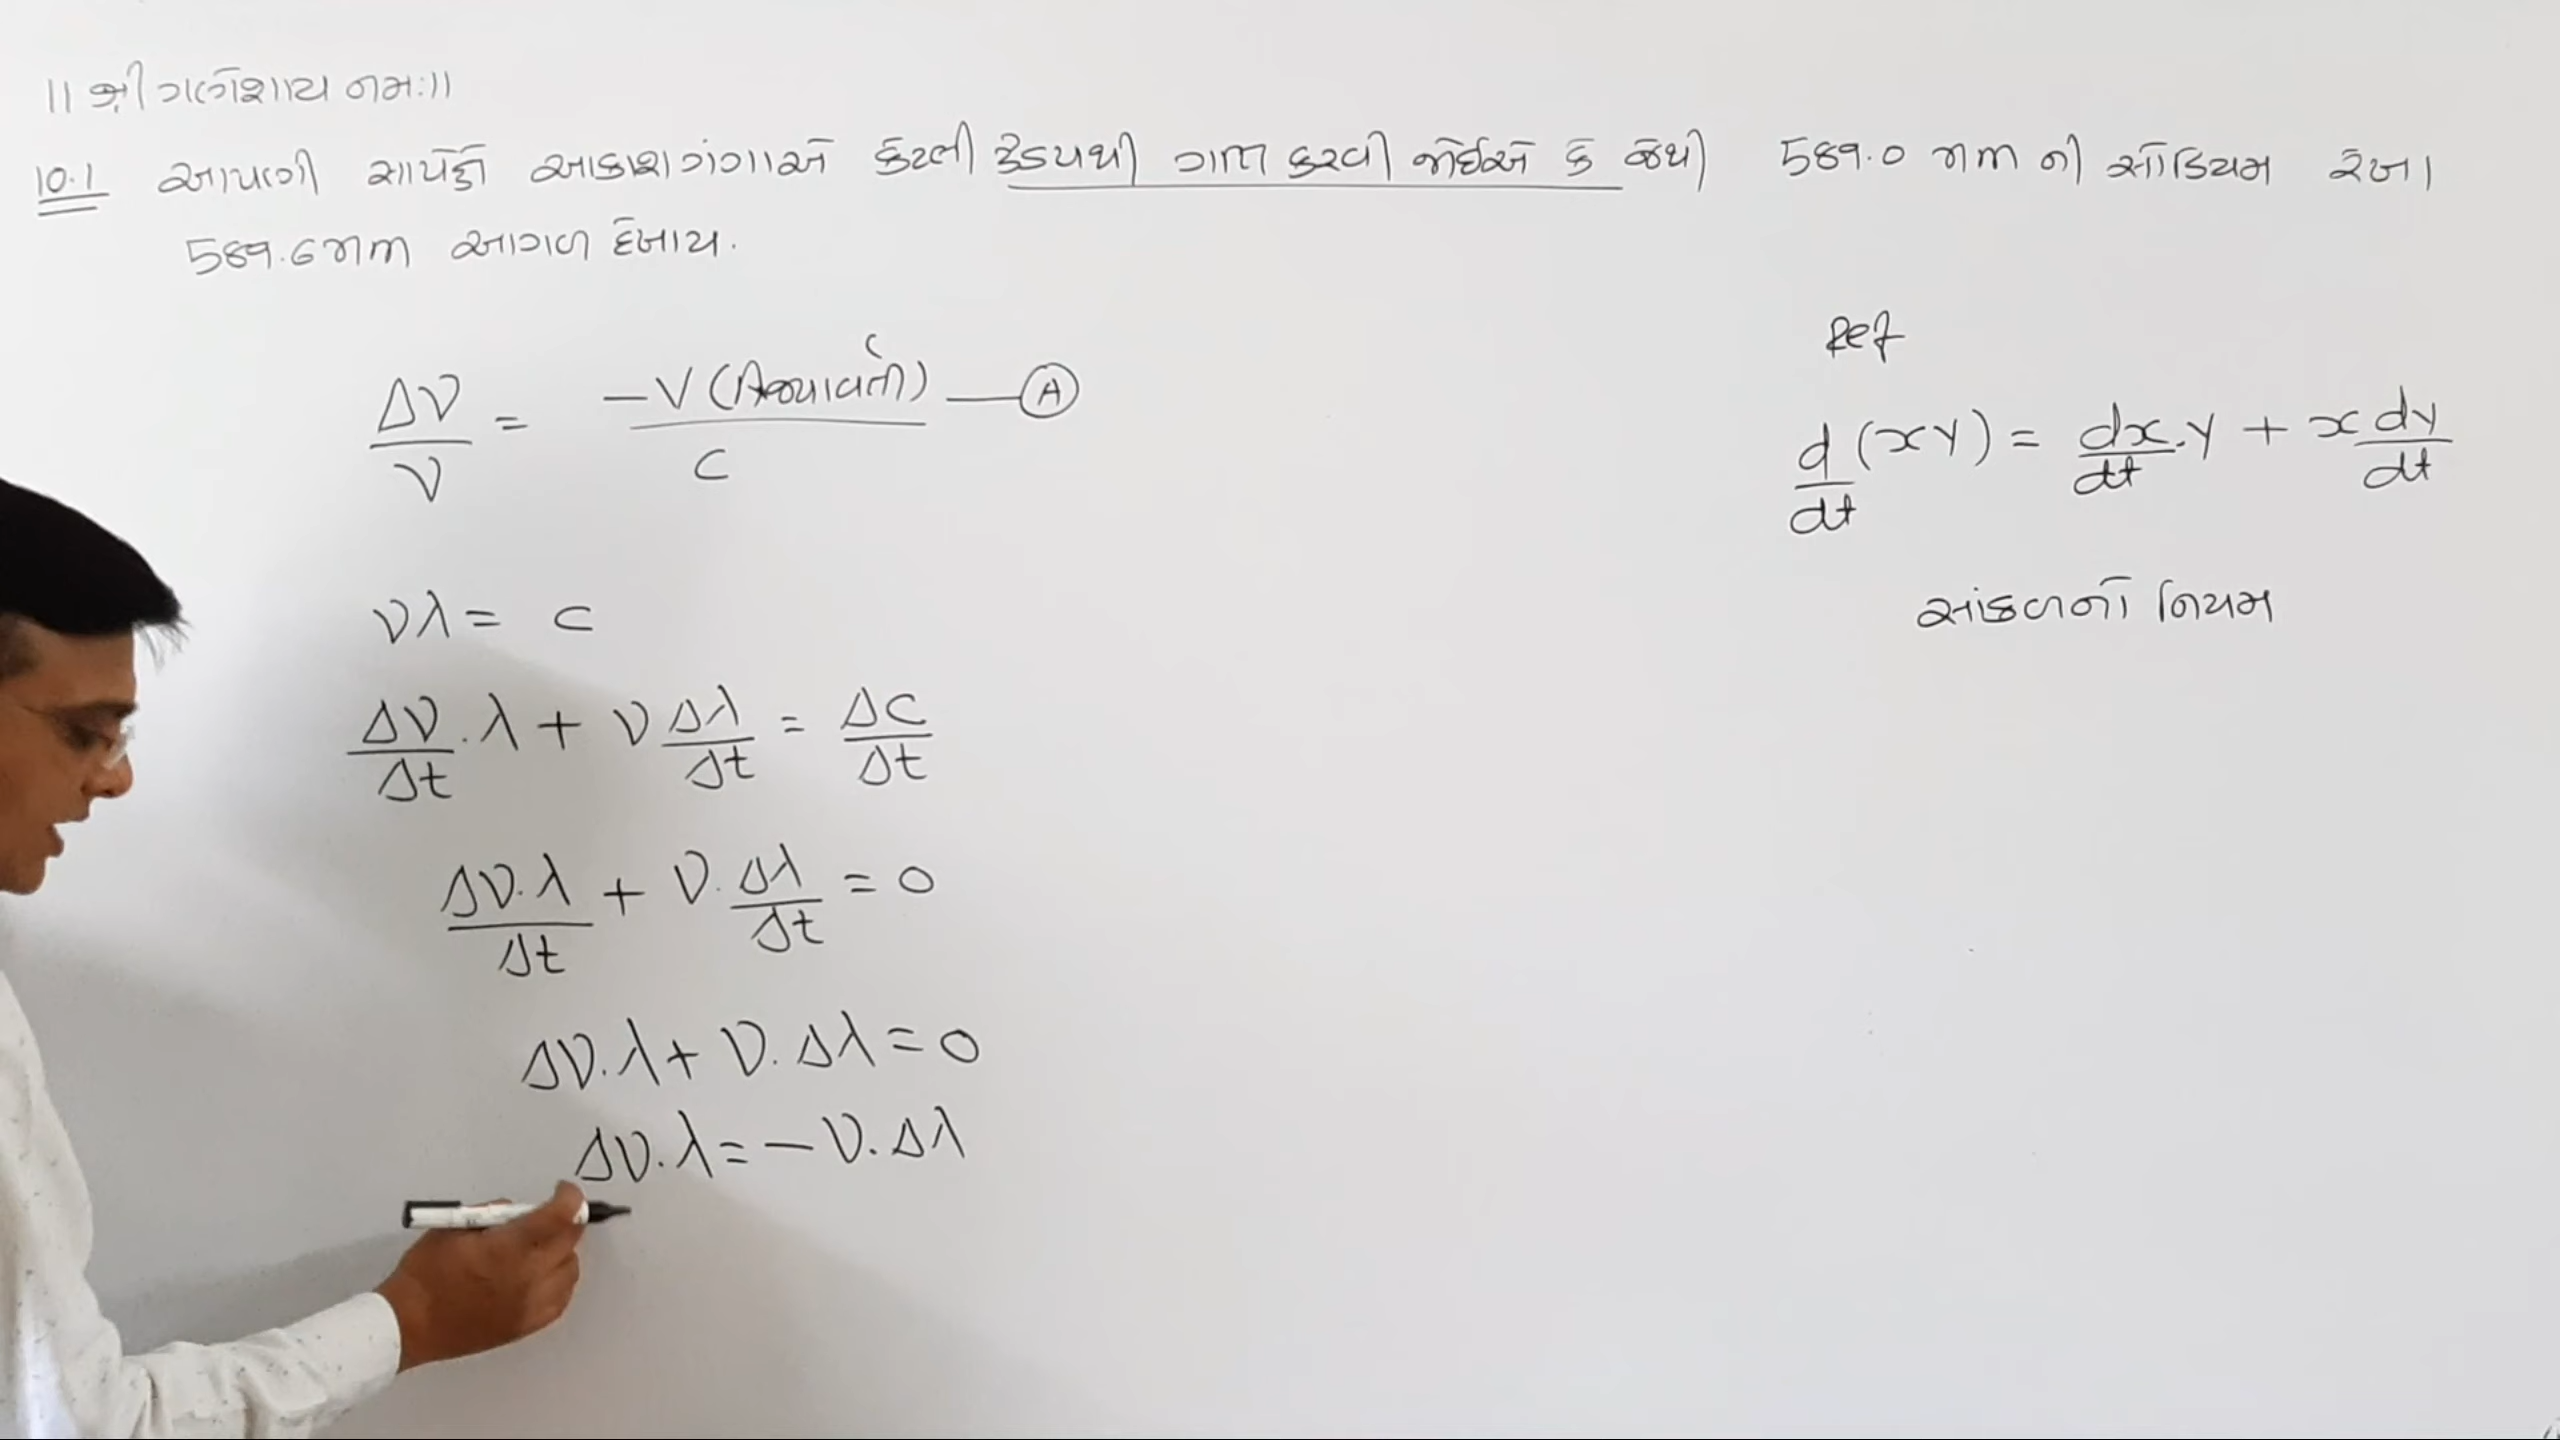 ॥ શ્રી ગણેશાય નમઃ॥
10.1 આપણી સાપેક્ષે આકાશગંગાએ કેટલી ઝડપથી ગતિ કરવી જોઈએ કે જેથી 589.0 nm ની સોડિયમ રેખા
589.6 nm આગળ દેખાય.
Δν/ν = -V (ત્રિજ્યાવર્તી)/c —Ⓐ
νλ = c
Δν/Δt . λ + ν Δλ/Δt = Δc/Δt
Δν.λ/Δt + ν. Δλ/Δt = 0
Δν.λ + ν. Δλ = 0
Δν.λ = - ν. Δλ
Ref
d/dt (xy) = dx/dt . y + x dy/dt
સાંકળનો નિયમ